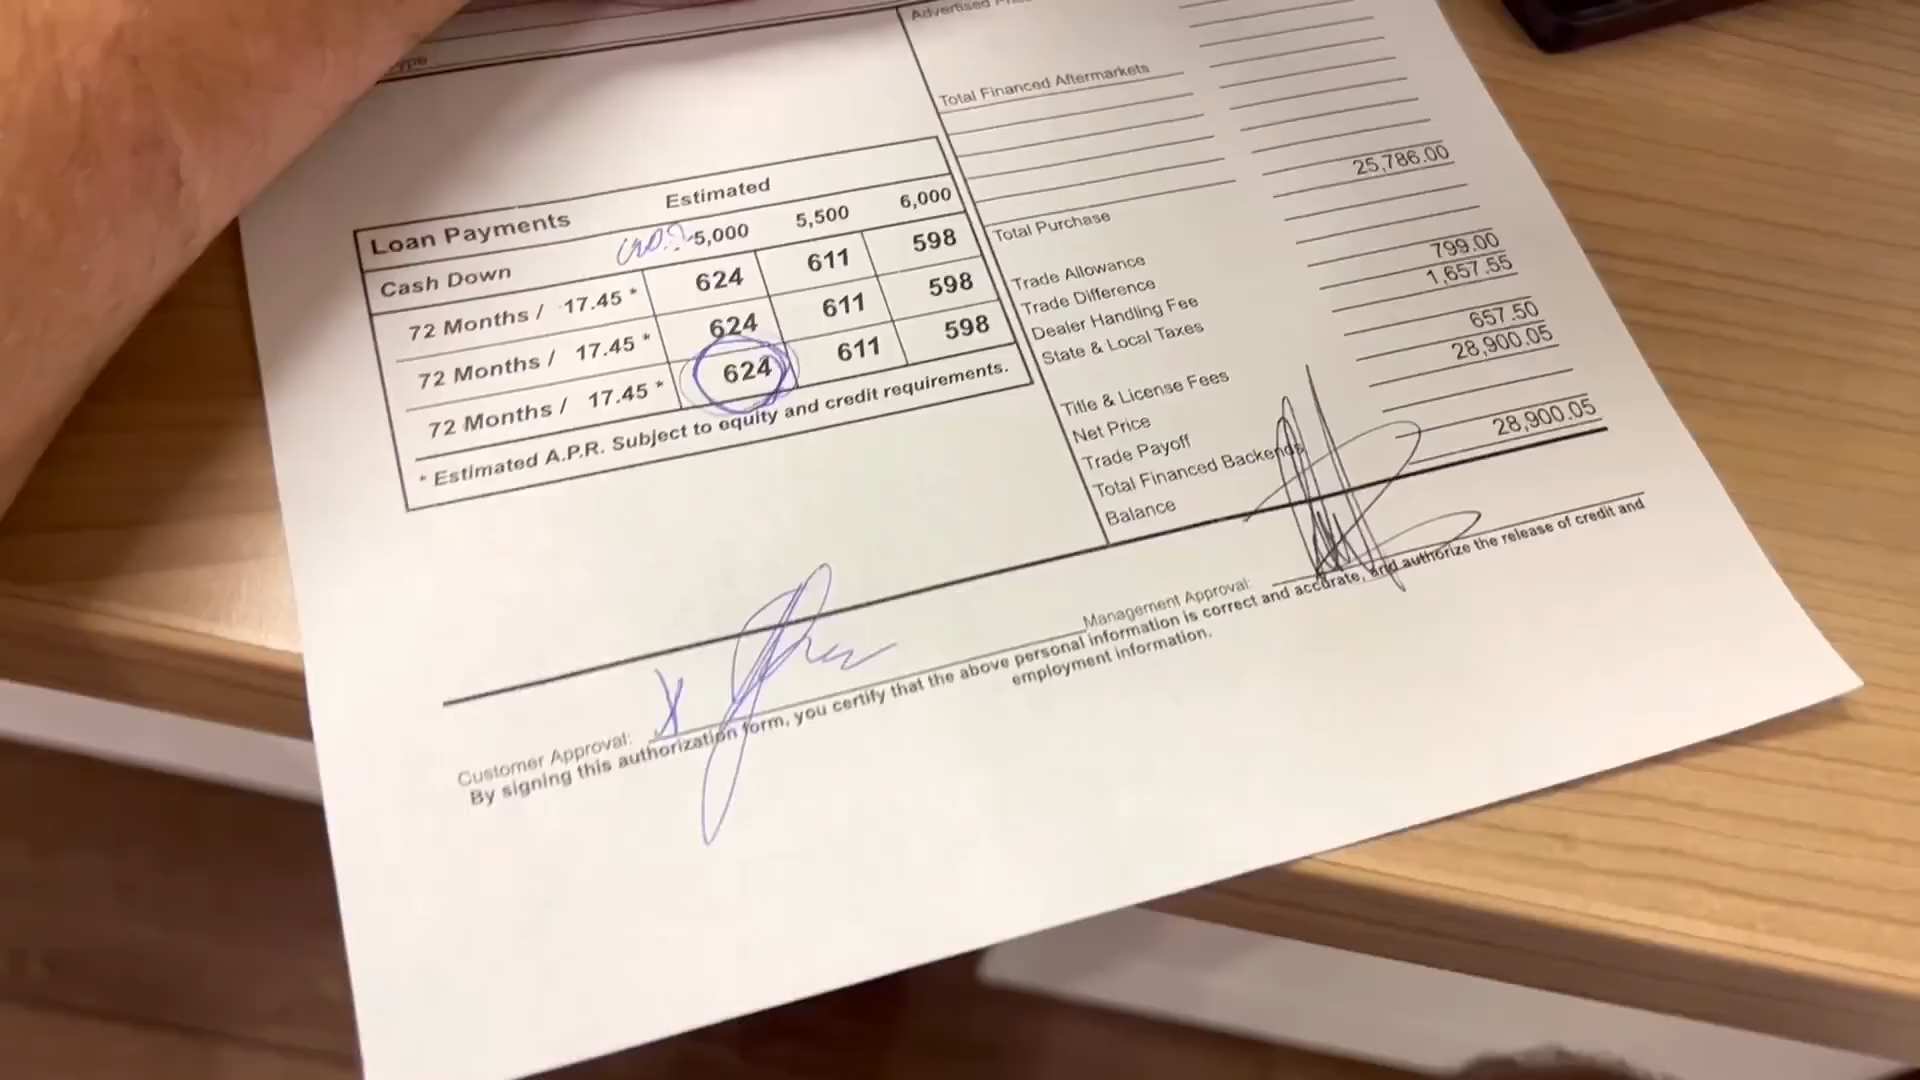 Advertised
Total Financed Aftermarkets
25,786.00
Total Purchase
Trade Allowance
Trade Difference
799.00
Dealer Handling Fee
1,657.55
State & Local Taxes
657.50
Title & License Fees
28,900.05
Net Price
Trade Payoff
Total Financed Backends
28,900.05
Balance
Loan Payments Estimated
Cash Down 5,000 5,500 6,000
72 Months / 17.45 * 624 611 598
72 Months / 17.45 * 624 611 598
72 Months / 17.45 * 624 611 598
* Estimated A.P.R. Subject to equity and credit requirements.
Customer Approval: X Management Approval:
By signing this authorization form, you certify that the above personal information is correct and accurate, and authorize the release of credit and
employment information.